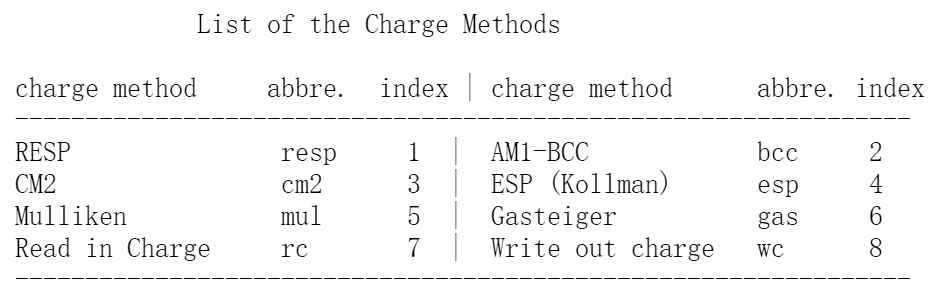 List of the Charge Methods
charge method     abbre.  index | charge method      abbre. index
----------------------------------------------------------------
RESP               resp     1  |  AM1-BCC            bcc     2
CM2                cm2      3  |  ESP (Kollman)      esp     4
Mulliken           mul      5  |  Gasteiger          gas     6
Read in Charge     rc       7  |  Write out charge   wc      8
----------------------------------------------------------------